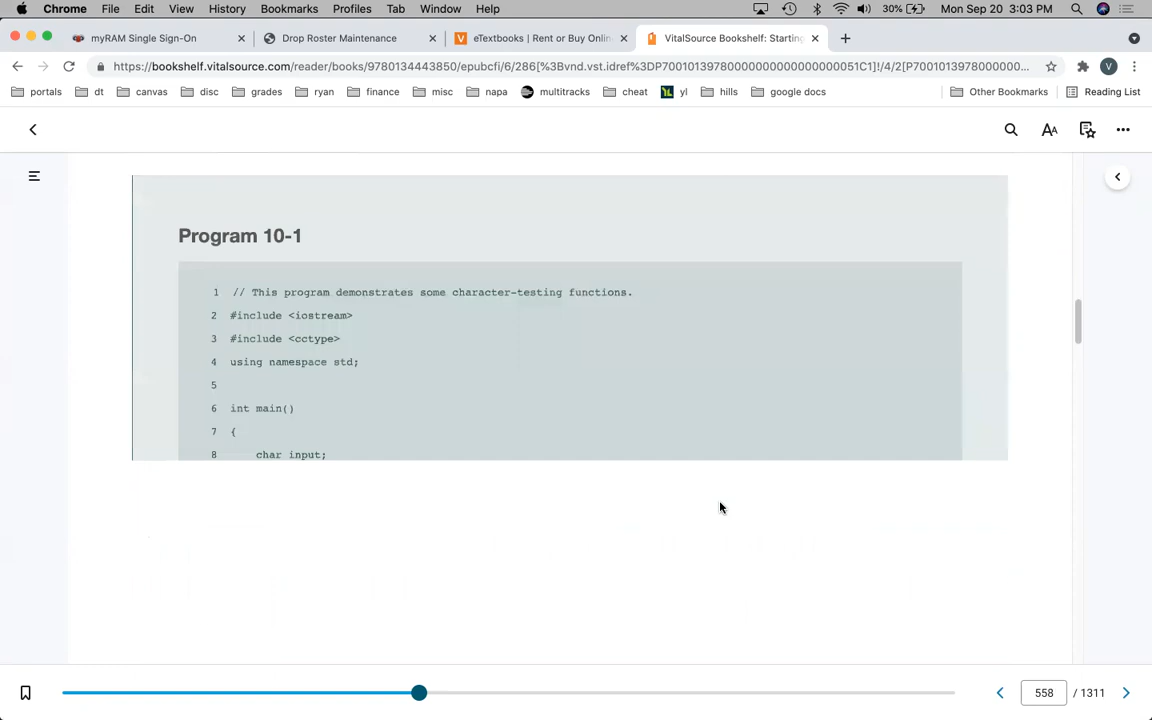 Chrome File Edit View History Bookmarks Profiles Tab Window Help 30% Mon Sep 20 3:03 PM
myRAM Single Sign-On Drop Roster Maintenance eTextbooks | Rent or Buy Onlin VitalSource Bookshelf: Starting
https://bookshelf.vitalsource.com/reader/books/9780134443850/epubcfi/6/286[%3Bvnd.vst.idref%3DP70010139780000000000000000051C1]!/4/2[P7001013978000000...
portals dt canvas disc grades ryan finance misc napa multitracks cheat yl hills google docs Other Bookmarks Reading List
Program 10-1
1 // This program demonstrates some character-testing functions.
2 #include <iostream>
3 #include <cctype>
4 using namespace std;
5
6 int main()
7 {
8 char input;
558 / 1311